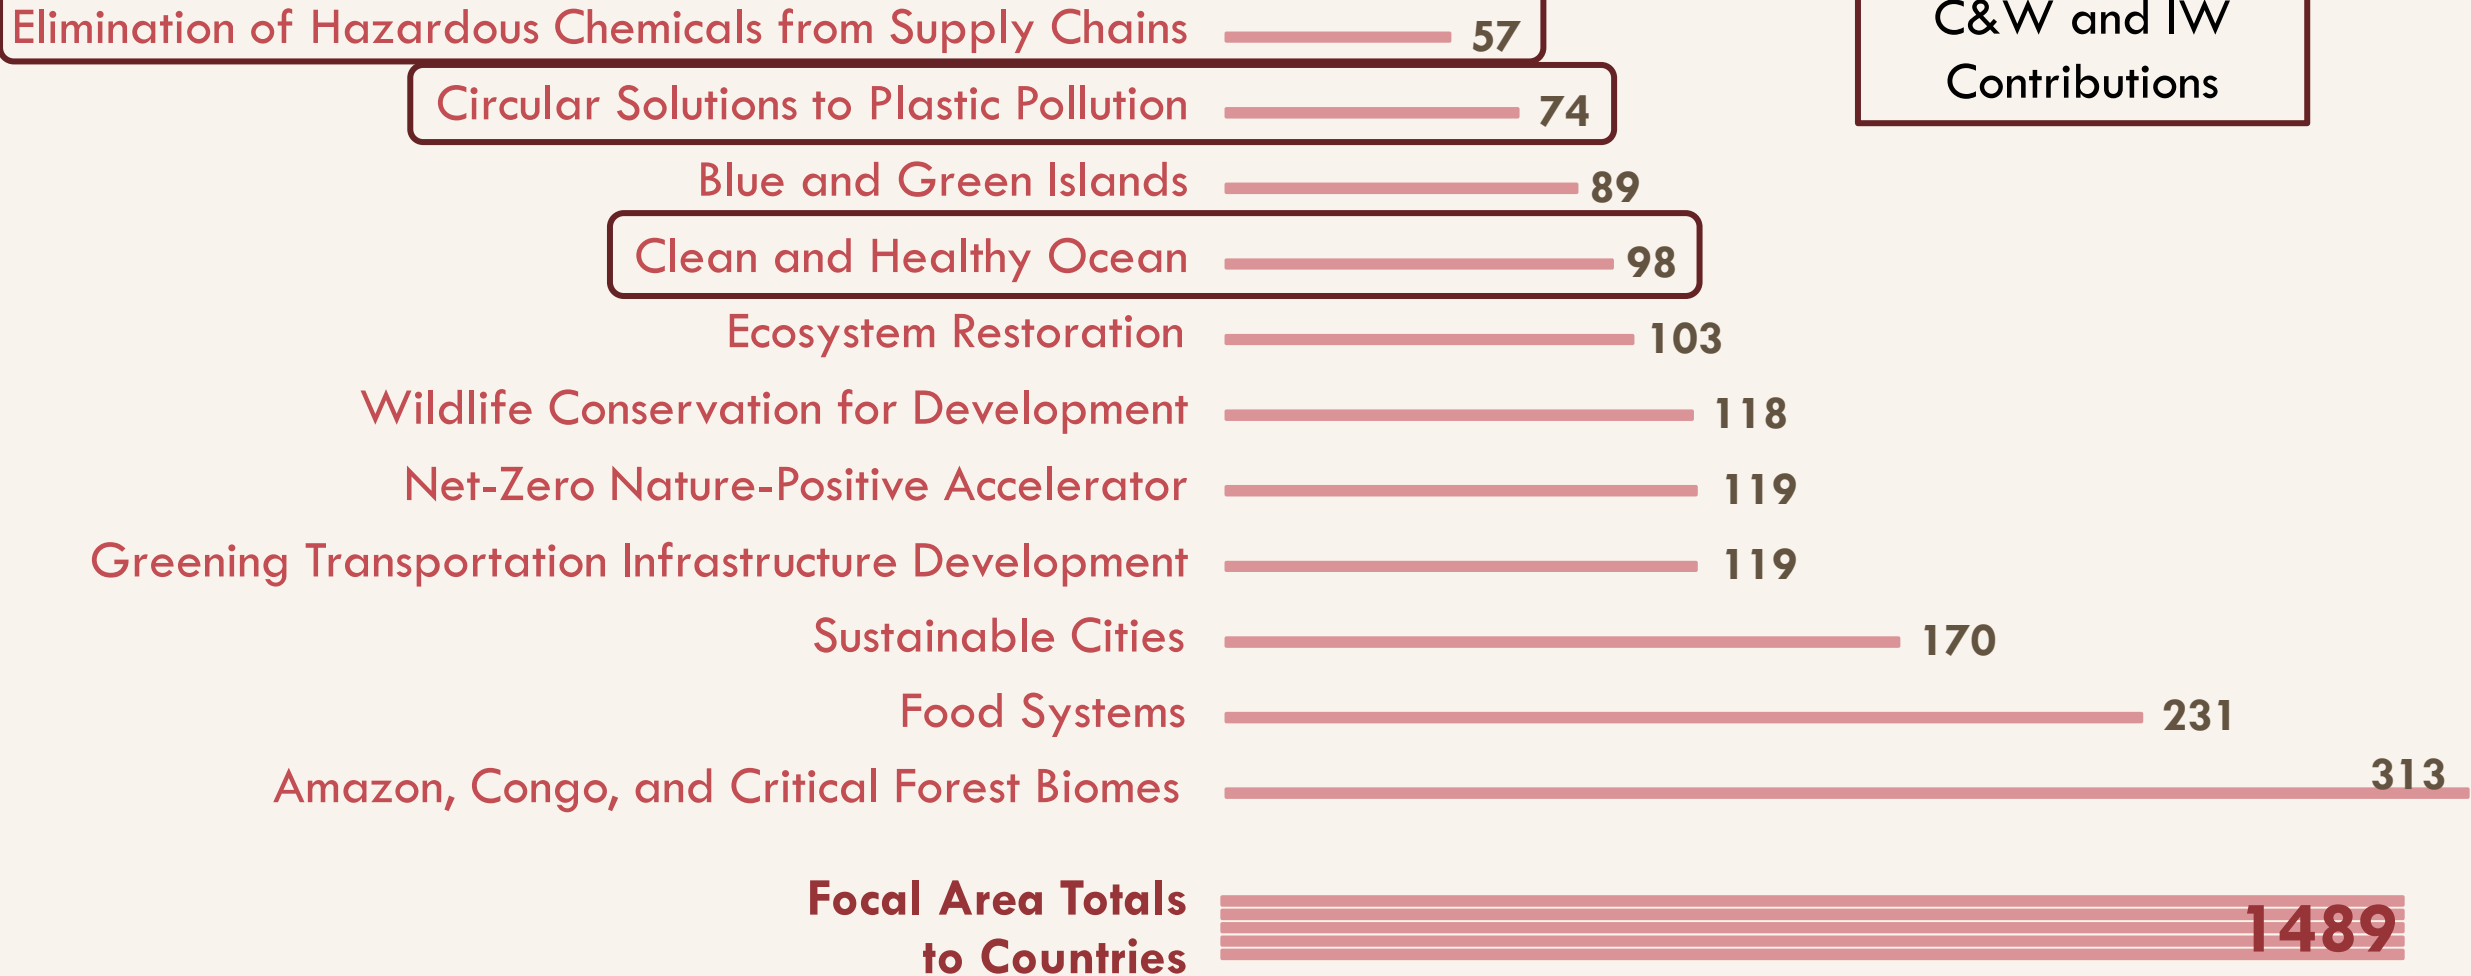 Elimination of Hazardous Chemicals from Supply Chains 57
C&W and IW
Contributions
Circular Solutions to Plastic Pollution 74
Blue and Green Islands 89
Clean and Healthy Ocean 98
Ecosystem Restoration 103
Wildlife Conservation for Development 118
Net-Zero Nature-Positive Accelerator 119
Greening Transportation Infrastructure Development 119
Sustainable Cities 170
Food Systems 231
Amazon, Congo, and Critical Forest Biomes 313
Focal Area Totals
to Countries 1489